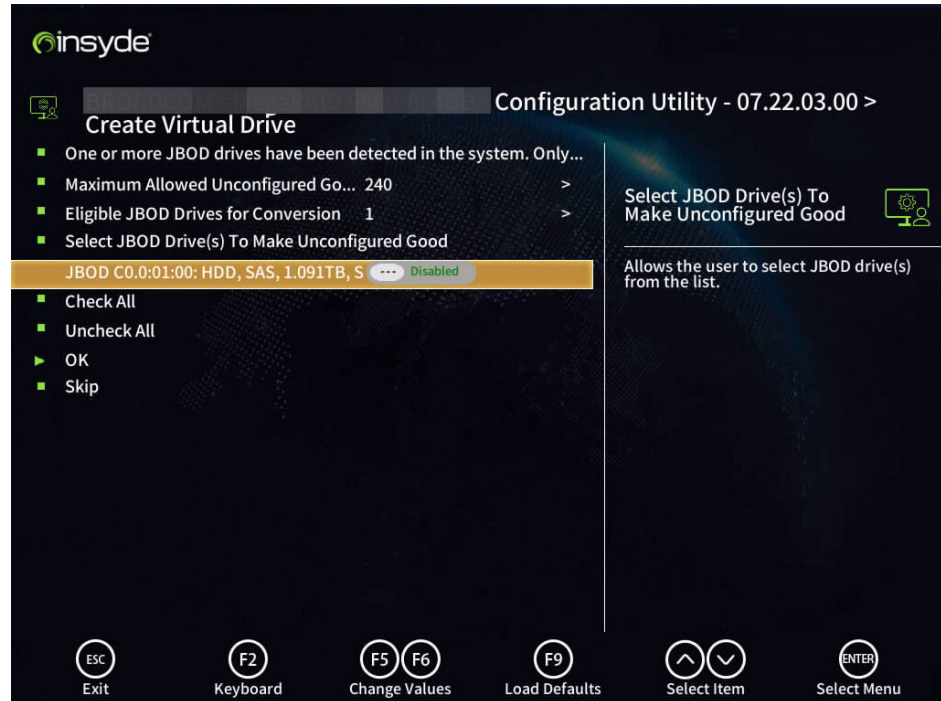 insyde
Configuration Utility - 07.22.03.00 >
Create Virtual Drive
One or more JBOD drives have been detected in the system. Only...
Maximum Allowed Unconfigured Go... 240 >
Eligible JBOD Drives for Conversion 1 >
Select JBOD Drive(s) To Make Unconfigured Good
JBOD C0.0:01:00: HDD, SAS, 1.091TB, S --- Disabled
Check All
Uncheck All
OK
Skip
Select JBOD Drive(s) To
Make Unconfigured Good
Allows the user to select JBOD drive(s)
from the list.
ESC F2 F5 F6 F9 ENTER
Exit Keyboard Change Values Load Defaults Select Item Select Menu